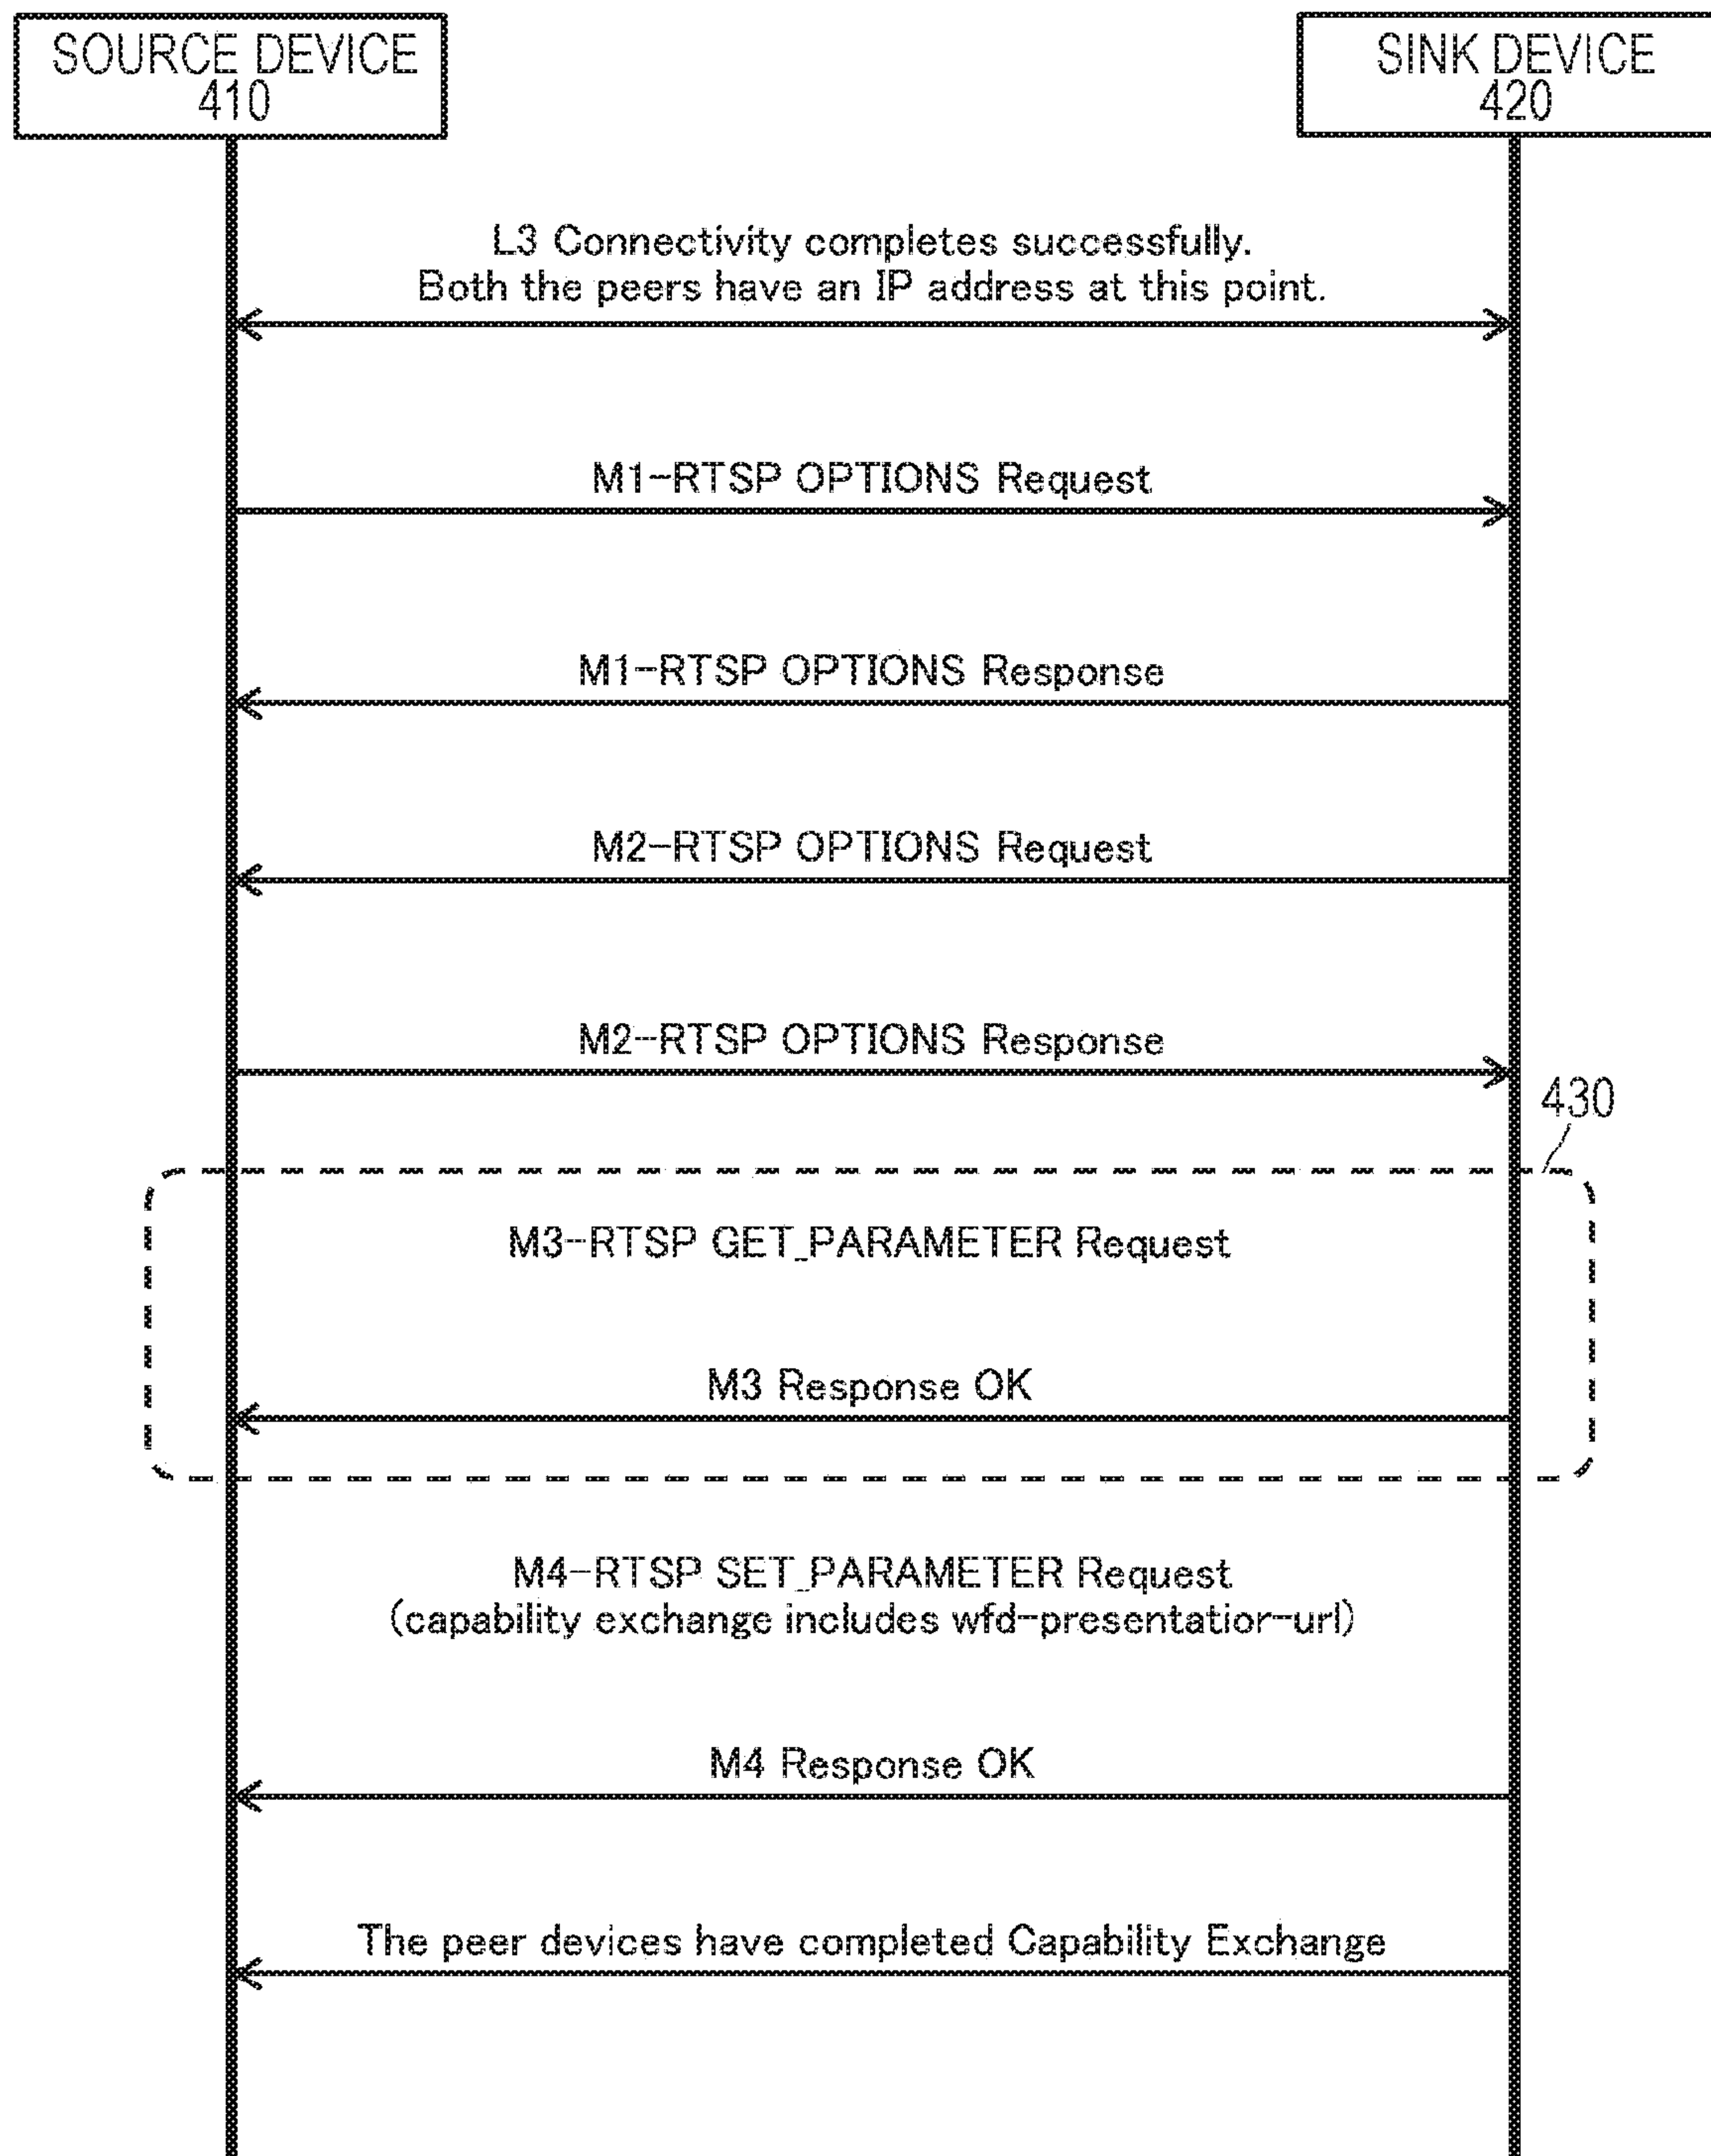 SOURCE DEVICE
410
SINK DEVICE
420
L3 Connectivity completes successfully.
Both the peers have an IP address at this point.
M1-RTSP OPTIONS Request
M1-RTSP OPTIONS Response
M2-RTSP OPTIONS Request
M2-RTSP OPTIONS Response
430
M3-RTSP GET_PARAMETER Request
M3 Response OK
M4-RTSP SET_PARAMETER Request
(capability exchange includes wfd-presentatior-url)
M4 Response OK
The peer devices have completed Capability Exchange